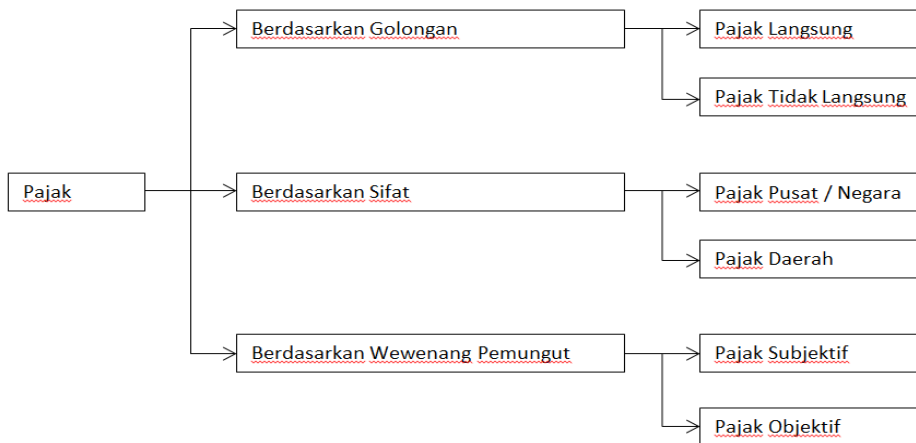 Berdasarkan Golongan
Pajak Langsung
Pajak Tidak Langsung
Pajak
Berdasarkan Sifat
Pajak Pusat / Negara
Pajak Daerah
Berdasarkan Wewenang Pemungut
Pajak Subjektif
Pajak Objektif